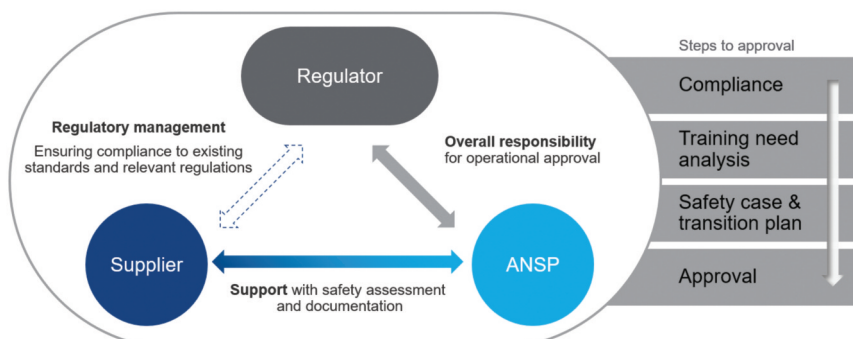 Regulator
Regulatory management
Ensuring compliance to existing
standards and relevant regulations
Overall responsibility
for operational approval
Supplier
ANSP
Support with safety assessment
and documentation
Steps to approval
Compliance
Training need
analysis
Safety case &
transition plan
Approval